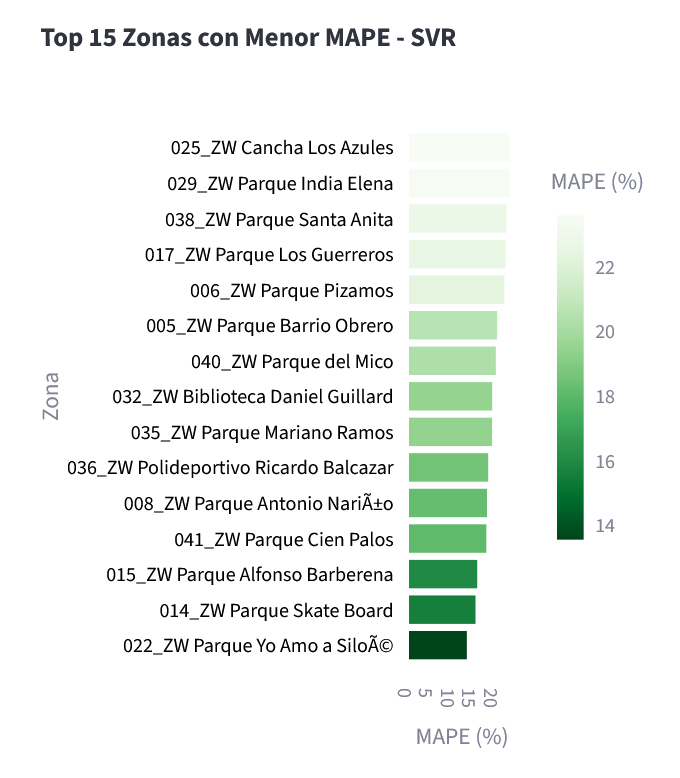 Top 15 Zonas con Menor MAPE - SVR
025_ZW Cancha Los Azules
029_ZW Parque India Elena
038_ZW Parque Santa Anita
017_ZW Parque Los Guerreros
006_ZW Parque Pizamos
005_ZW Parque Barrio Obrero
040_ZW Parque del Mico
032_ZW Biblioteca Daniel Guillard
035_ZW Parque Mariano Ramos
036_ZW Polideportivo Ricardo Balcazar
008_ZW Parque Antonio NariÃ±o
041_ZW Parque Cien Palos
015_ZW Parque Alfonso Barberena
014_ZW Parque Skate Board
022_ZW Parque Yo Amo a SiloÃ©
Zona
0 5 10 15 20
MAPE (%)
MAPE (%)
22
20
18
16
14